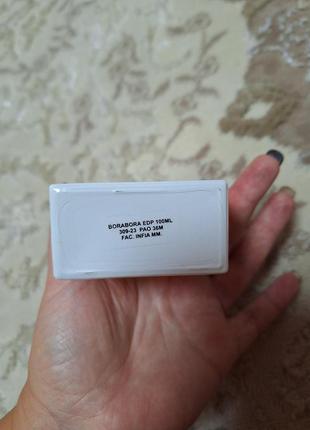 BORABORA EDP 100ML
309-23 PAO 36M
FAC. INFIA MM.